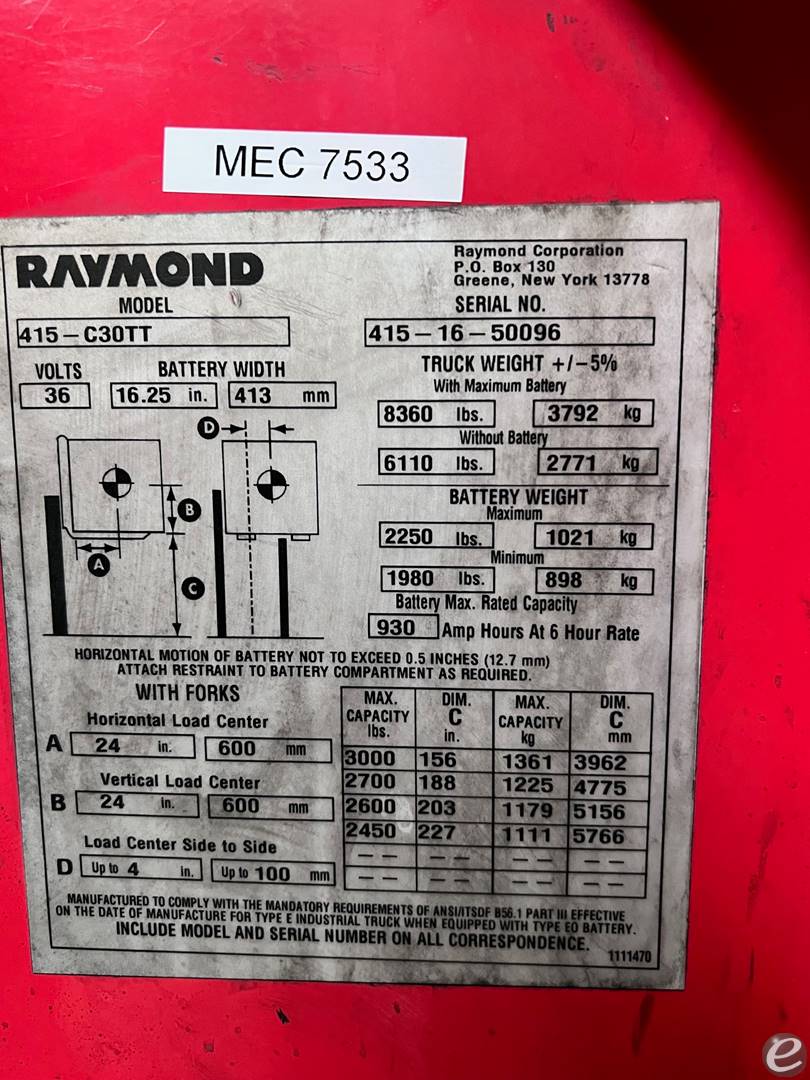 MEC 7533
RAYMOND
Raymond Corporation
P.O. Box 130
Greene, New York 13778
MODEL
415-C30TT
SERIAL NO.
415-16-50096
VOLTS
36
BATTERY WIDTH
16.25 in. 413 mm
TRUCK WEIGHT +/-5%
With Maximum Battery
8360 lbs. 3792 kg
Without Battery
6110 lbs. 2771 kg
D
B
A
C
BATTERY WEIGHT
Maximum
2250 lbs. 1021 kg
Minimum
1980 lbs. 898 kg
Battery Max. Rated Capacity
930 Amp Hours At 6 Hour Rate
HORIZONTAL MOTION OF BATTERY NOT TO EXCEED 0.5 INCHES (12.7 mm)
ATTACH RESTRAINT TO BATTERY COMPARTMENT AS REQUIRED.
WITH FORKS
Horizontal Load Center
A 24 in. 600 mm
Vertical Load Center
B 24 in. 600 mm
Load Center Side to Side
D Up to 4 in. Up to 100 mm
MAX. CAPACITY lbs. DIM. C in. MAX. CAPACITY kg DIM. C mm
3000 156 1361 3962
2700 188 1225 4775
2600 203 1179 5156
2450 227 1111 5766
-- -- -- --
-- -- -- --
MANUFACTURED TO COMPLY WITH THE MANDATORY REQUIREMENTS OF ANSI/ITSDF B56.1 PART III EFFECTIVE
ON THE DATE OF MANUFACTURE FOR TYPE E INDUSTRIAL TRUCK WHEN EQUIPPED WITH TYPE EO BATTERY.
INCLUDE MODEL AND SERIAL NUMBER ON ALL CORRESPONDENCE.
1111470
e